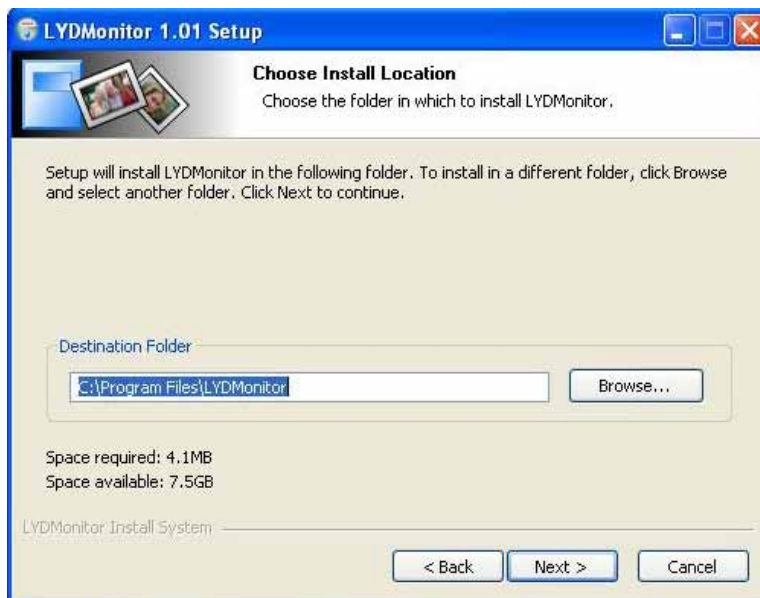 LYDMonitor 1.01 Setup
Choose Install Location
Choose the folder in which to install LYDMonitor.
Setup will install LYDMonitor in the following folder. To install in a different folder, click Browse
and select another folder. Click Next to continue.
Destination Folder
C:\Program Files\LYDMonitor
Browse...
Space required: 4.1MB
Space available: 7.5GB
LYDMonitor Install System
< Back
Next >
Cancel